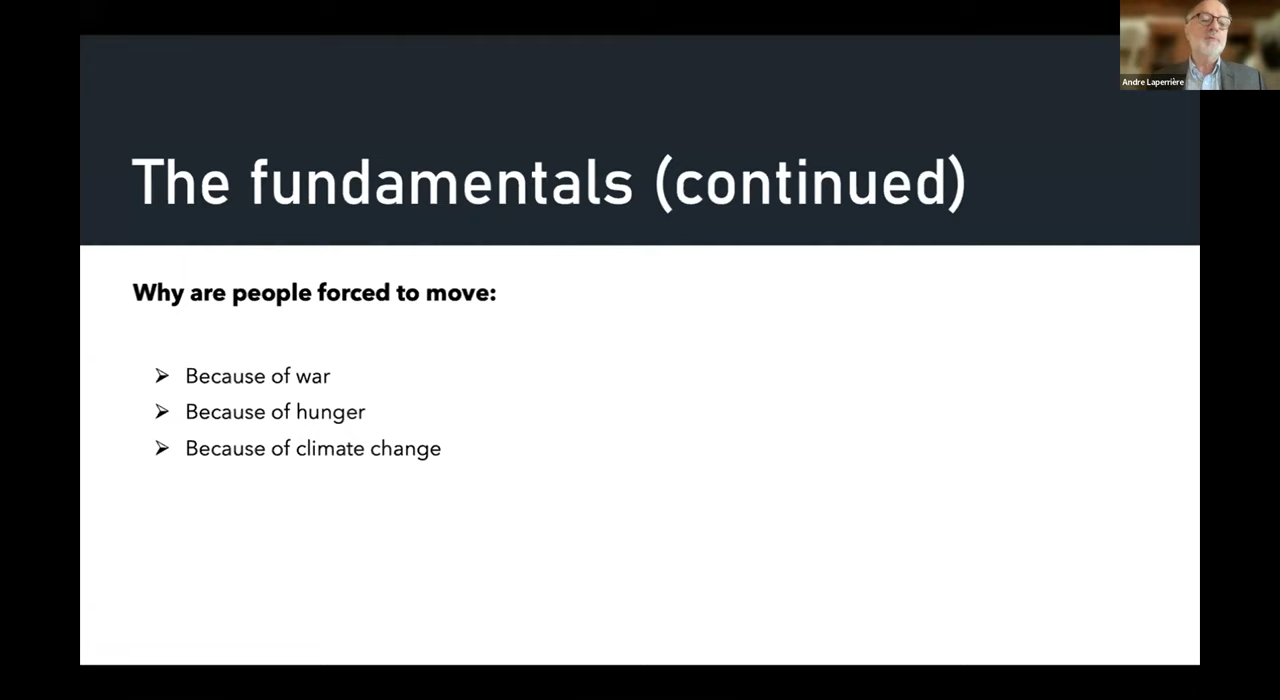 Andre Laperrière
The fundamentals (continued)
Why are people forced to move:
Because of war
Because of hunger
Because of climate change